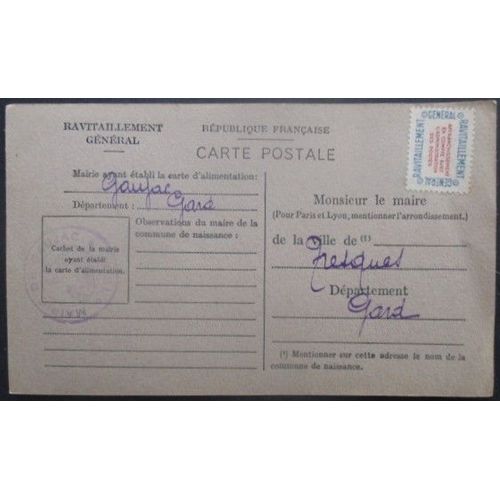 RAVITAILLEMENT
GÉNÉRAL
RÉPUBLIQUE FRANÇAISE
CARTE POSTALE
Mairie ayant établi la carte d'alimentation:
Gaujac
Département: Gard
Observations du maire de la
commune de naissance:
Cachet de la mairie
ayant établi
la carte d'alimentation.
Monsieur le maire
(Pour Paris et Lyon, mentionner l'arrondissement.)
de la Ville de (1)
Tresques
Département
Gard
(1) Mentionner sur cette adresse le nom de la
commune de naissance.
RAVITAILLEMENT
GÉNÉRAL
RAVITAILLEMENT
GÉNÉRAL